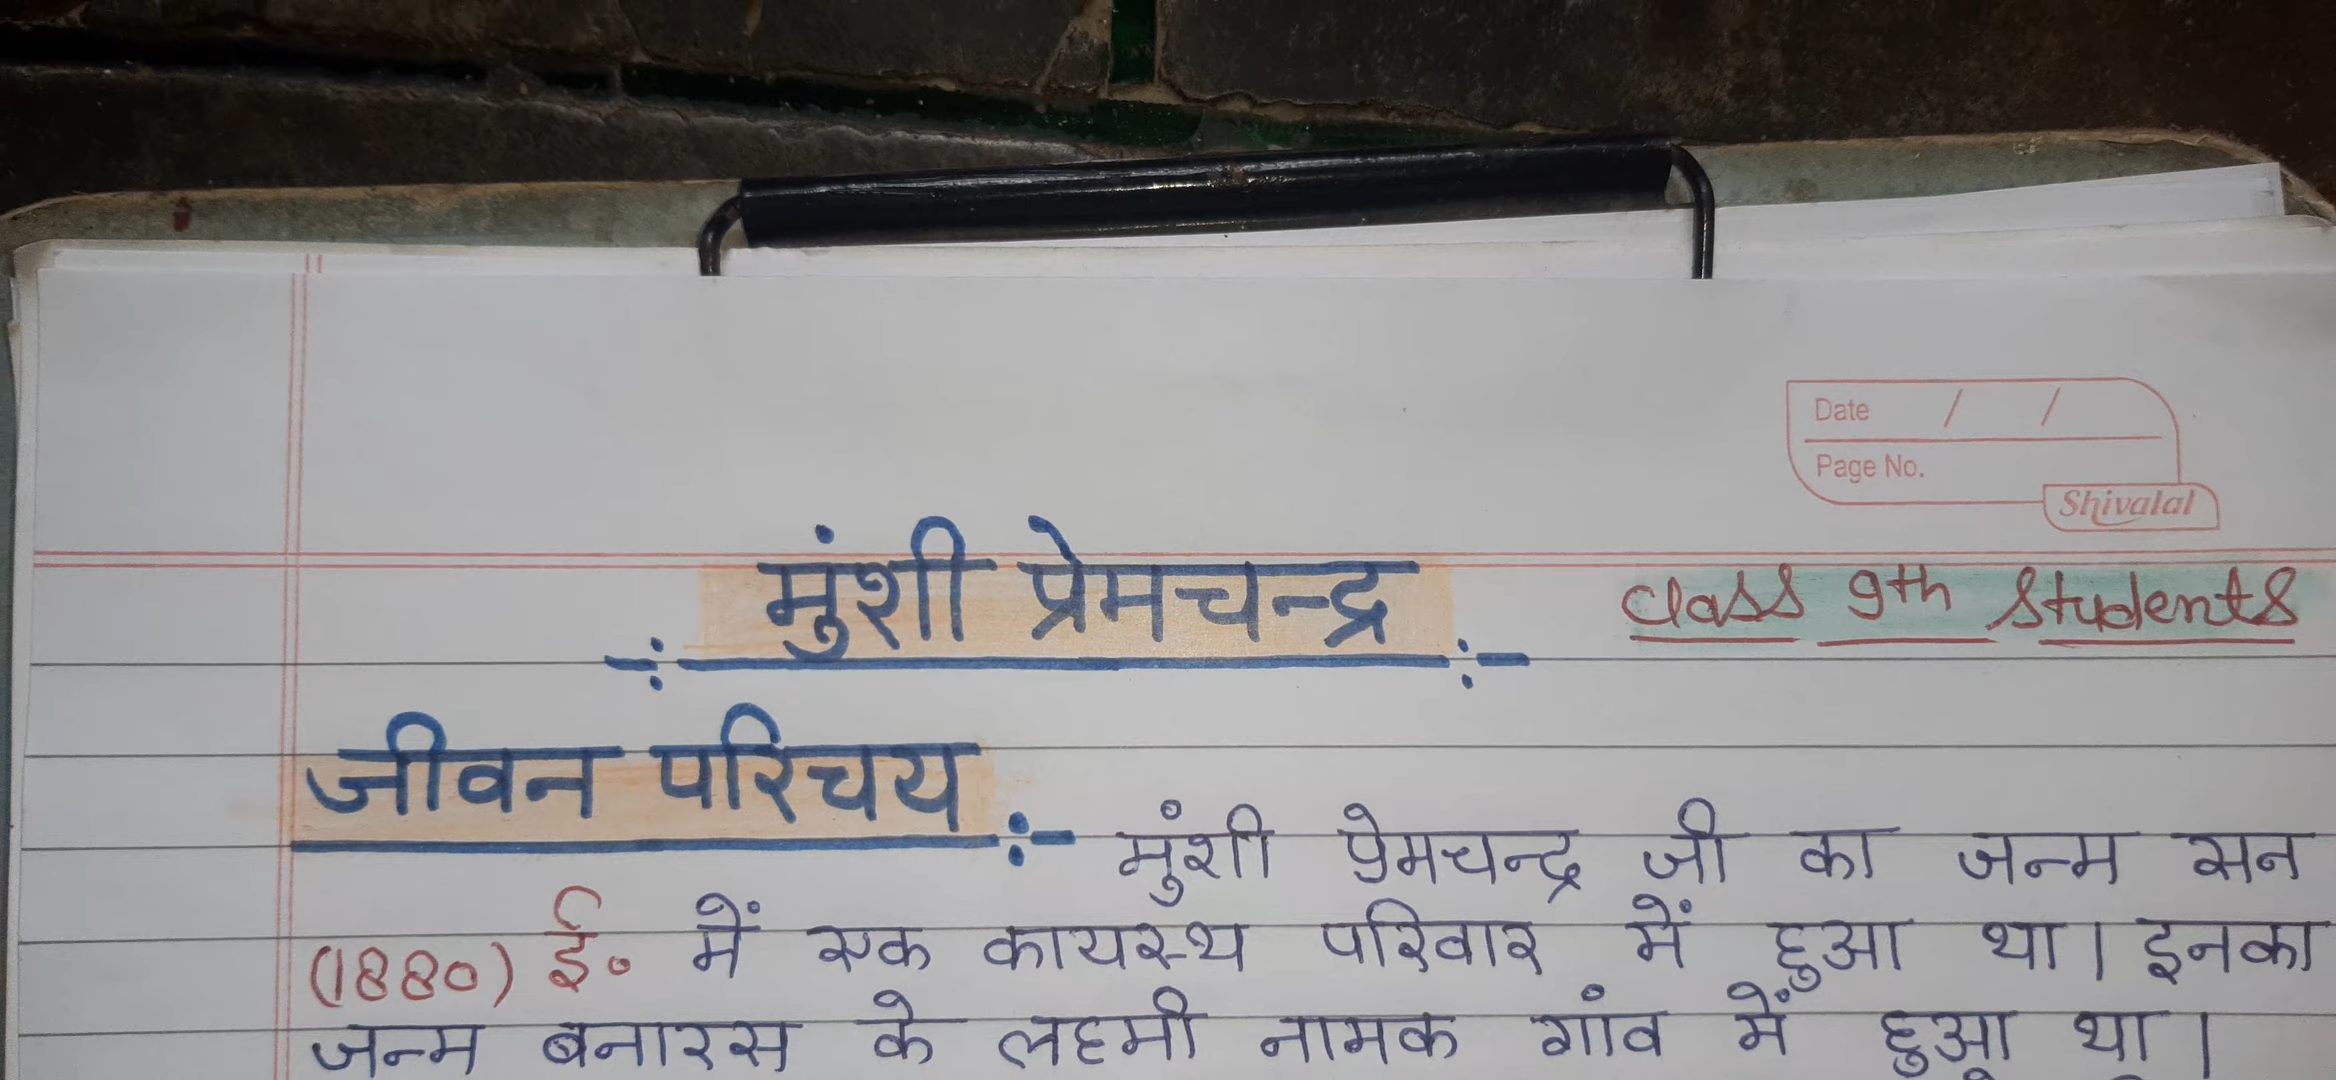 Date / /
Page No.
Shivalal
मुंशी प्रेमचन्द्र
Class 9th Students
जीवन परिचय :- मुंशी प्रेमचन्द्र जी का जन्म सन
(1880) ई० में एक कायस्थ परिवार में हुआ था। इनका
जन्म बनारस के लहमी नामक गांव में हुआ था।